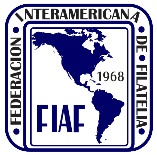 FEDERACION INTERAMERICANA DE FILATELIA
1968
FIAF